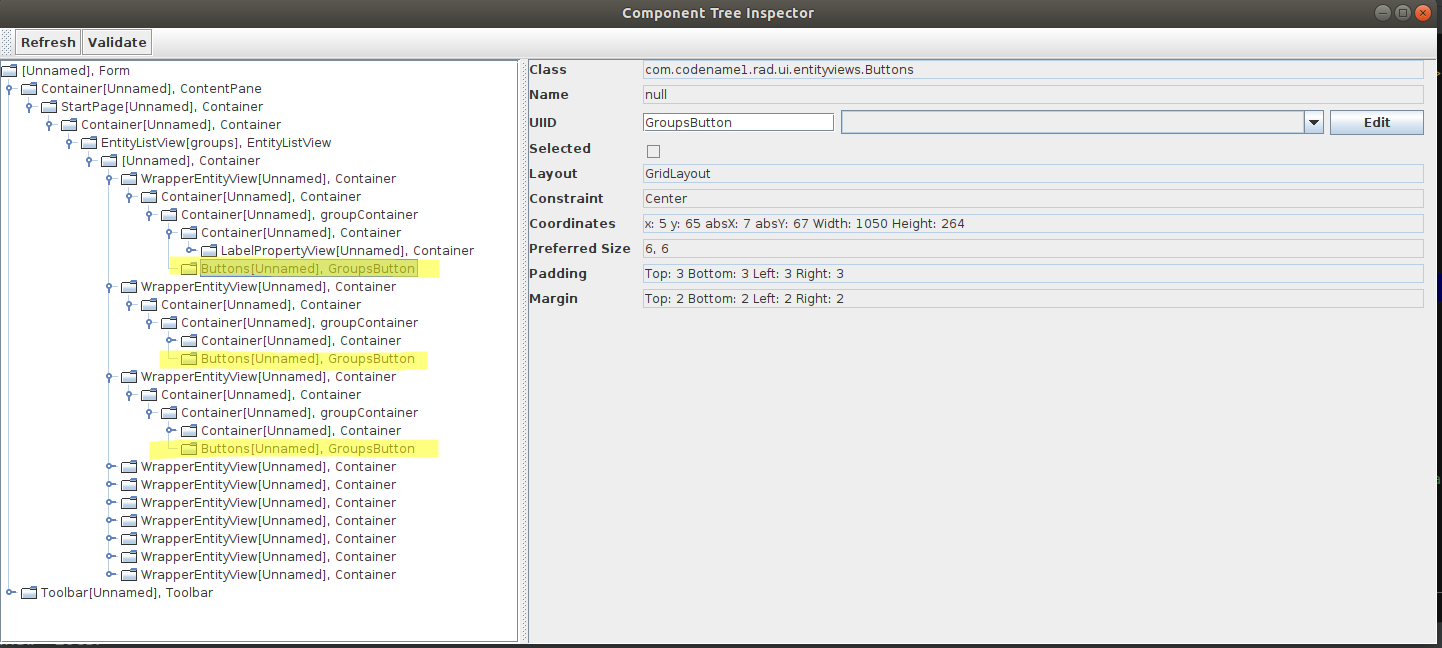 Component Tree Inspector
Refresh Validate
[Unnamed], Form
Container[Unnamed], ContentPane
StartPage[Unnamed], Container
Container[Unnamed], Container
EntityListView[groups], EntityListView
[Unnamed], Container
WrapperEntityView[Unnamed], Container
Container[Unnamed], Container
Container[Unnamed], groupContainer
Container[Unnamed], Container
LabelPropertyView[Unnamed], Container
Buttons[Unnamed], GroupsButton
WrapperEntityView[Unnamed], Container
Container[Unnamed], Container
Container[Unnamed], groupContainer
Container[Unnamed], Container
Buttons[Unnamed], GroupsButton
WrapperEntityView[Unnamed], Container
Container[Unnamed], Container
Container[Unnamed], groupContainer
Container[Unnamed], Container
Buttons[Unnamed], GroupsButton
WrapperEntityView[Unnamed], Container
WrapperEntityView[Unnamed], Container
WrapperEntityView[Unnamed], Container
WrapperEntityView[Unnamed], Container
WrapperEntityView[Unnamed], Container
WrapperEntityView[Unnamed], Container
WrapperEntityView[Unnamed], Container
Toolbar[Unnamed], Toolbar
Class com.codename1.rad.ui.entityviews.Buttons
Name null
UIID GroupsButton Edit
Selected
Layout GridLayout
Constraint Center
Coordinates x: 5 y: 65 absX: 7 absY: 67 Width: 1050 Height: 264
Preferred Size 6, 6
Padding Top: 3 Bottom: 3 Left: 3 Right: 3
Margin Top: 2 Bottom: 2 Left: 2 Right: 2